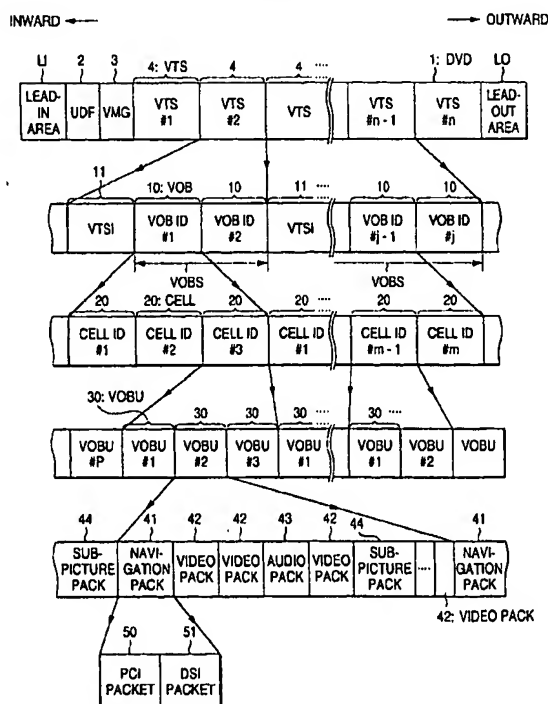 INWARD OUTWARD
LI 2 3 4: VTS 4 4 .... 1: DVD LO
LEAD-IN AREA UDF VMG VTS #1 VTS #2 VTS VTS #n - 1 VTS #n LEAD-OUT AREA
11 10: VOB 10 11 .... 10 10
VTSI VOB ID #1 VOB ID #2 VTSI VOB ID #j - 1 VOB ID #j
VOBS VOBS
20 20: CELL 20 20 .... 20 20
CELL ID #1 CELL ID #2 CELL ID #3 CELL ID #1 CELL ID #m - 1 CELL ID #m
30: VOBU 30 30 30 .... 30 ....
VOBU #P VOBU #1 VOBU #2 VOBU #3 VOBU #1 VOBU #1 VOBU #2 VOBU
44 41 42 42 43 42 44 41
SUB-PICTURE PACK NAVI-GATION PACK VIDEO PACK VIDEO PACK AUDIO PACK VIDEO PACK SUB-PICTURE PACK .... NAVI-GATION PACK
42: VIDEO PACK
50 51
PCI PACKET DSI PACKET